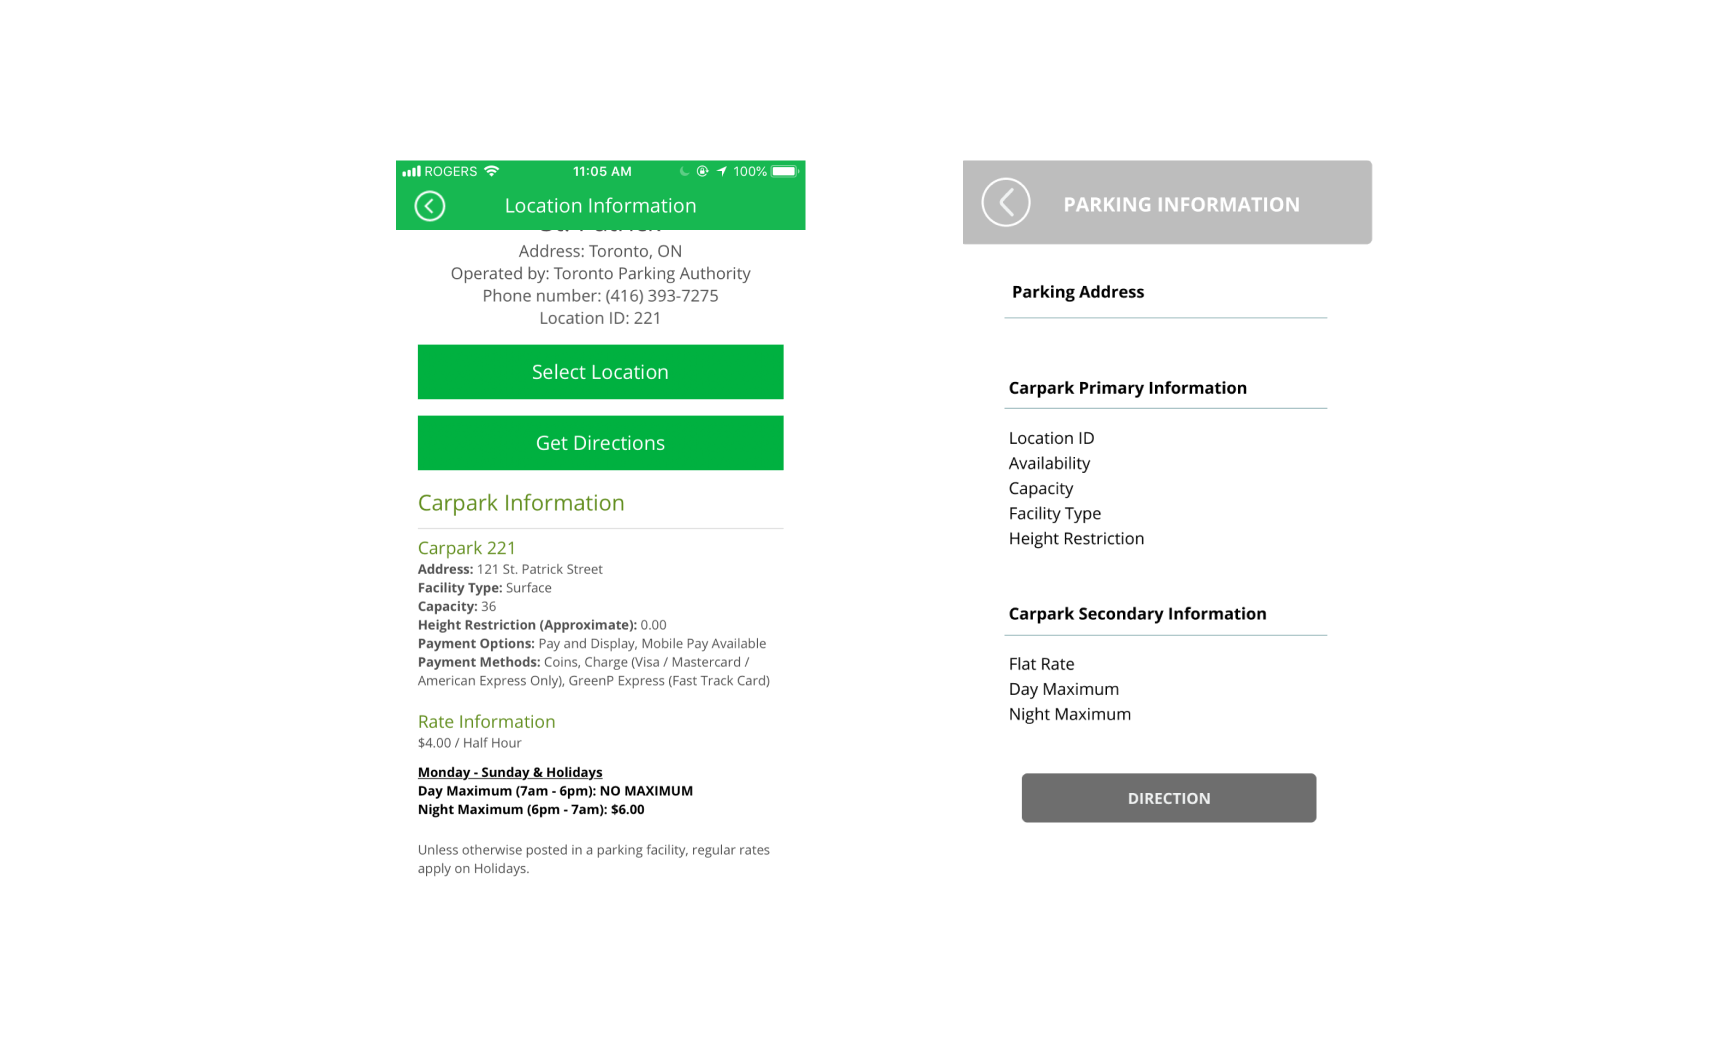 ROGERS 11:05 AM 100%
Location Information
Address: Toronto, ON
Operated by: Toronto Parking Authority
Phone number: (416) 393-7275
Location ID: 221
Select Location
Get Directions
Carpark Information
Carpark 221
Address: 121 St. Patrick Street
Facility Type: Surface
Capacity: 36
Height Restriction (Approximate): 0.00
Payment Options: Pay and Display, Mobile Pay Available
Payment Methods: Coins, Charge (Visa / Mastercard /
American Express Only), GreenP Express (Fast Track Card)
Rate Information
$4.00 / Half Hour
Monday - Sunday & Holidays
Day Maximum (7am - 6pm): NO MAXIMUM
Night Maximum (6pm - 7am): $6.00
Unless otherwise posted in a parking facility, regular rates
apply on Holidays.
PARKING INFORMATION
Parking Address
Carpark Primary Information
Location ID
Availability
Capacity
Facility Type
Height Restriction
Carpark Secondary Information
Flat Rate
Day Maximum
Night Maximum
DIRECTION